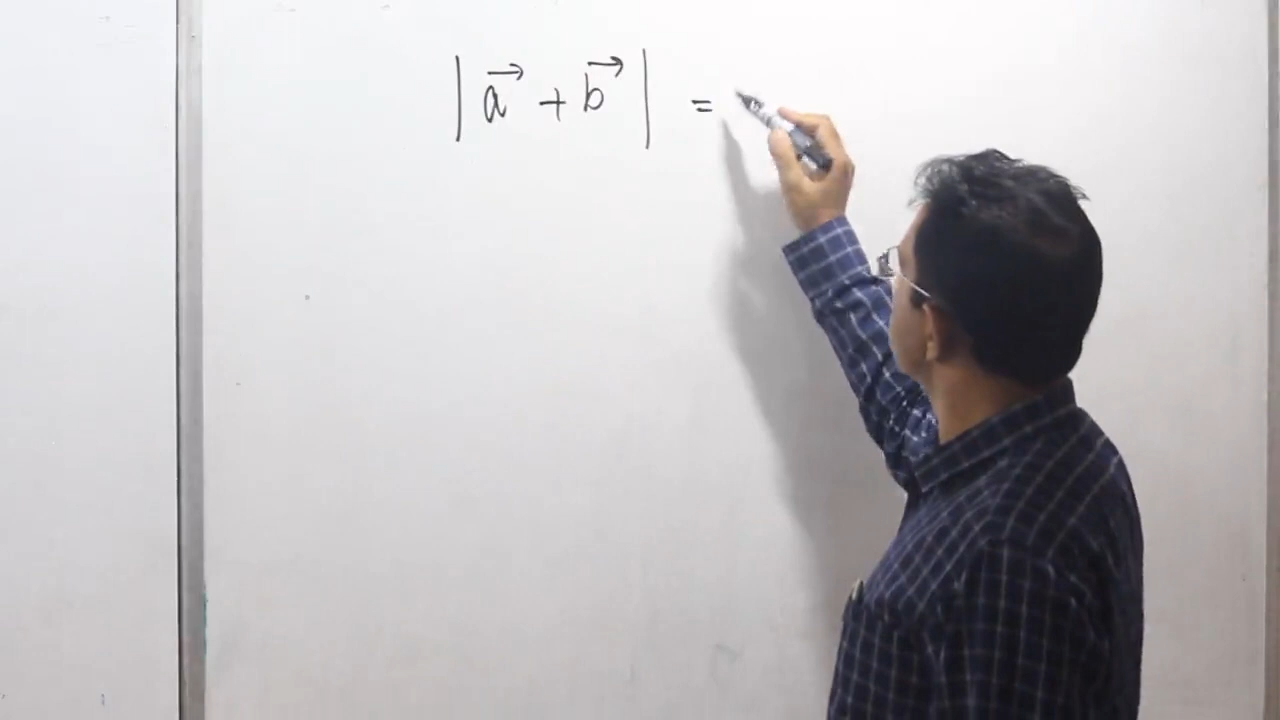 | a⃗ + b⃗ | =